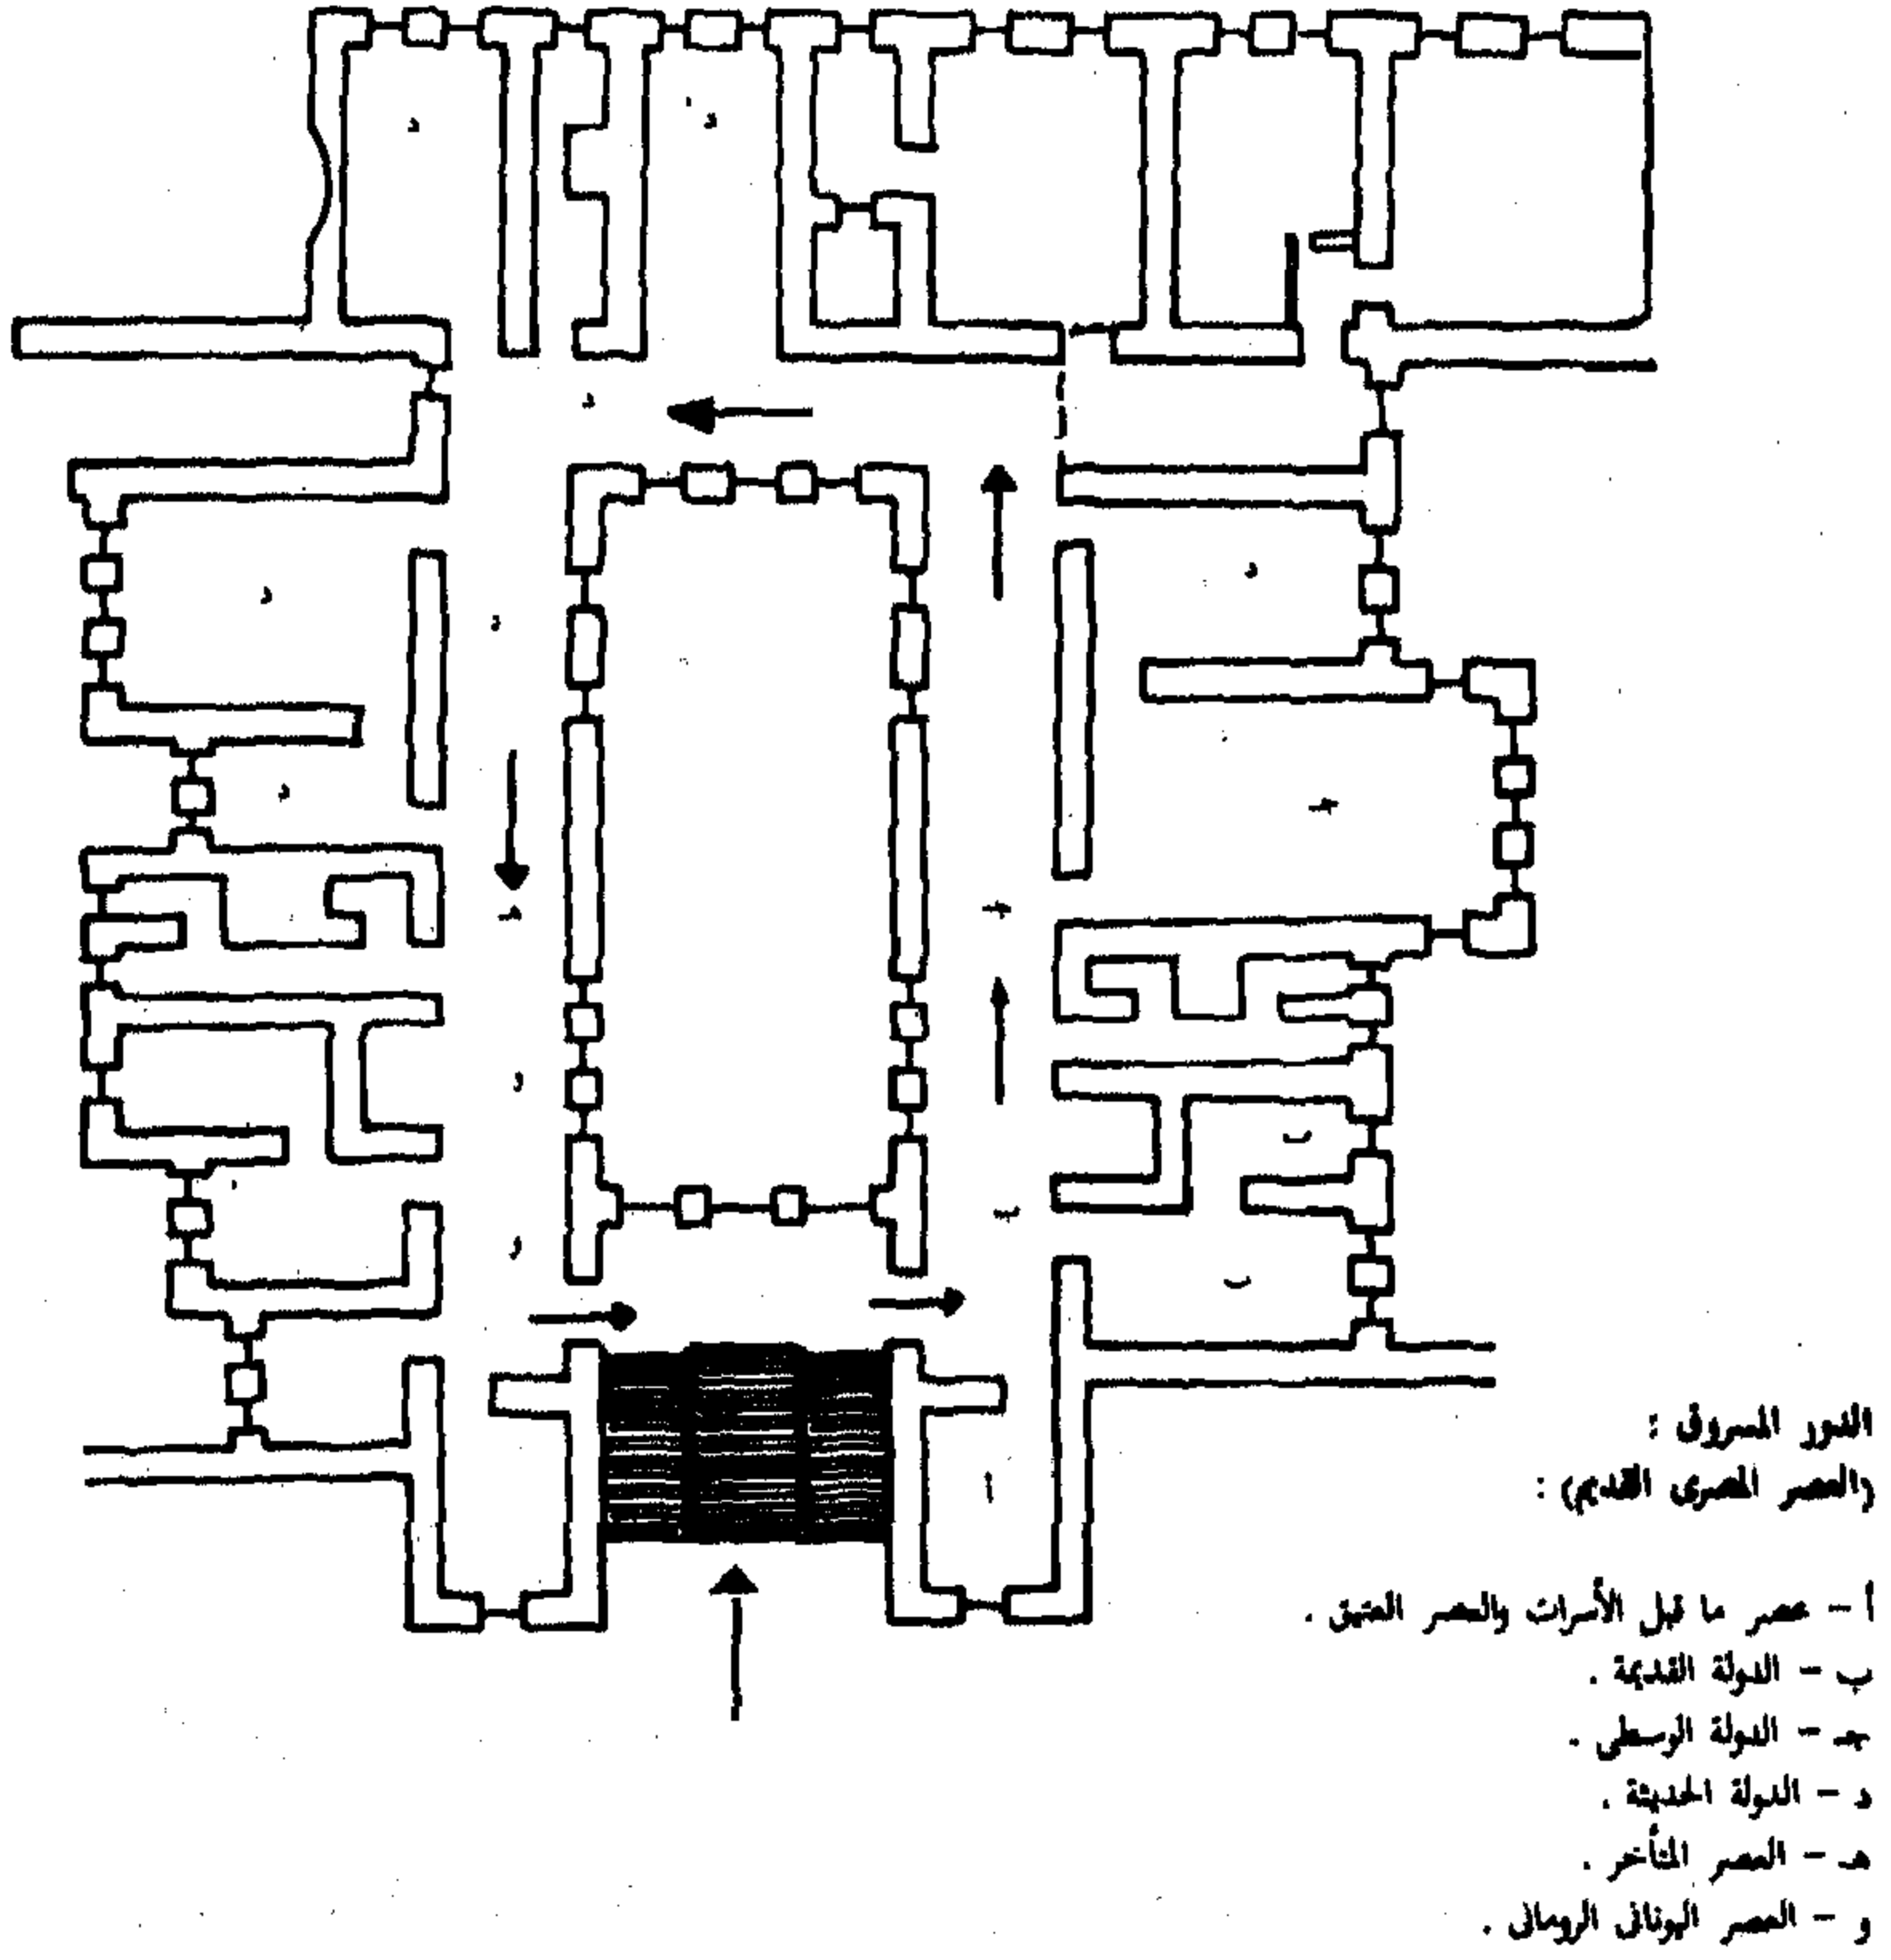 الدور المسروق :
(العصر المصرى القديم) :
أ - عصر ما قبل الأسرات والعصر العتيق .
ب - الدولة القديمة .
جـ - الدولة الوسطى .
د - الدولة الحديثة .
هـ - العصر المتأخر .
و - العصر اليونانى الرومانى .